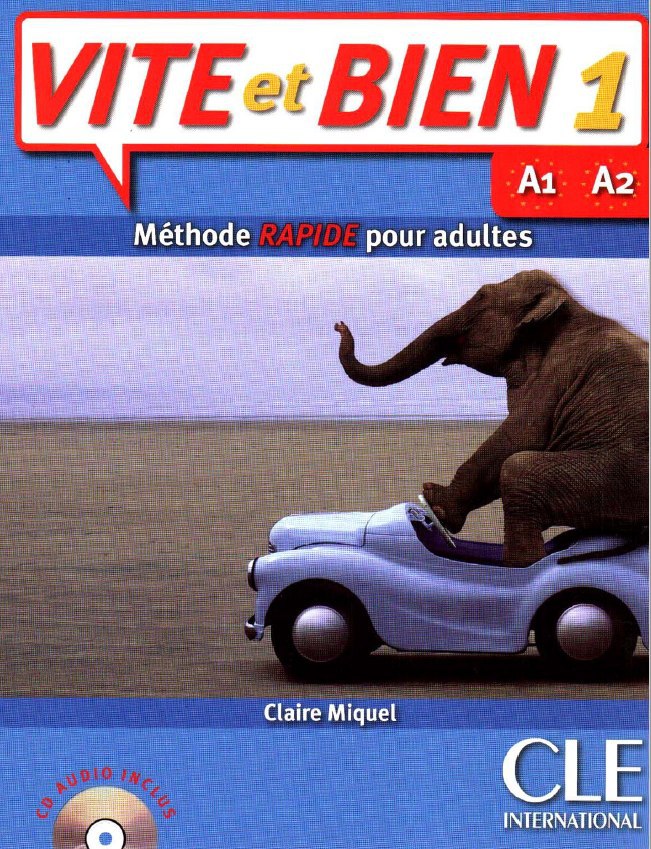 VITE et BIEN 1
A1 A2
Méthode RAPIDE pour adultes
Claire Miquel
CD AUDIO INCLUS
CLE
INTERNATIONAL